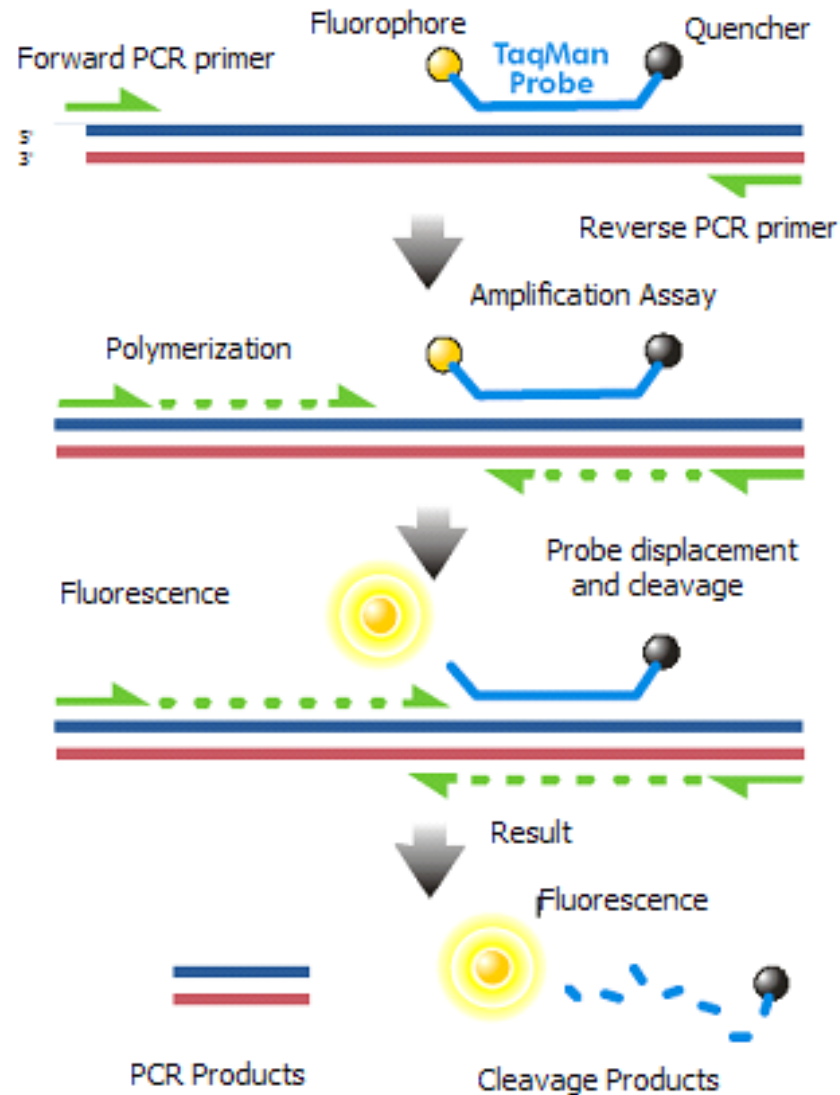 Fluorophore
Quencher
Forward PCR primer
TaqMan
Probe
5'
3'
Reverse PCR primer
Amplification Assay
Polymerization
Probe displacement
and cleavage
Fluorescence
Result
Fluorescence
PCR Products
Cleavage Products